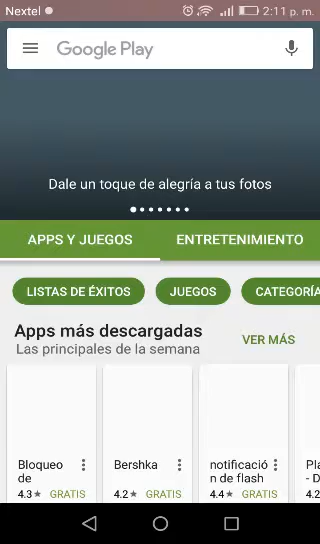 Nextel 2:11 p. m.
Google Play
Dale un toque de alegría a tus fotos
APPS Y JUEGOS ENTRETENIMIENTO
LISTAS DE ÉXITOS JUEGOS CATEGORÍA
Apps más descargadas
VER MÁS
Las principales de la semana
Bloqueo de
4.3★ GRATIS
Bershka
4.2★ GRATIS
notificació
n de flash
4.4★ GRATIS
Pla
- D
4.2